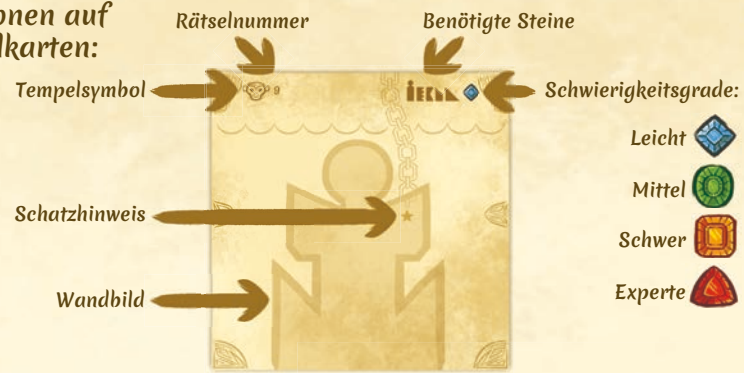 onen auf
lkarten:
Rätselnummer
Benötigte Steine
Tempelsymbol
Schwierigkeitsgrade:
Leicht
Mittel
Schatzhinweis
Schwer
Experte
Wandbild